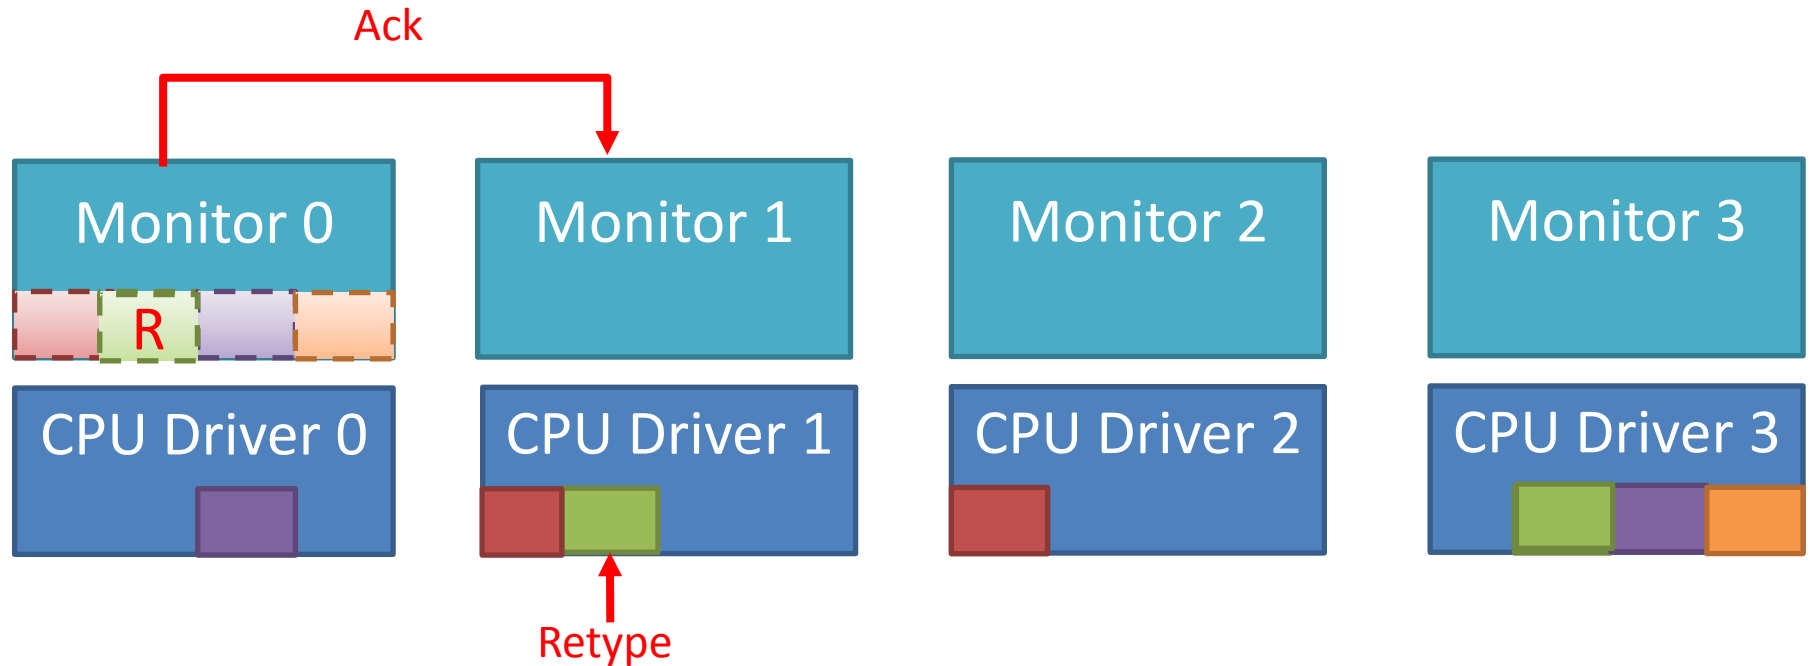 Ack
Monitor 0
Monitor 1
Monitor 2
Monitor 3
R
CPU Driver 0
CPU Driver 1
CPU Driver 2
CPU Driver 3
Retype